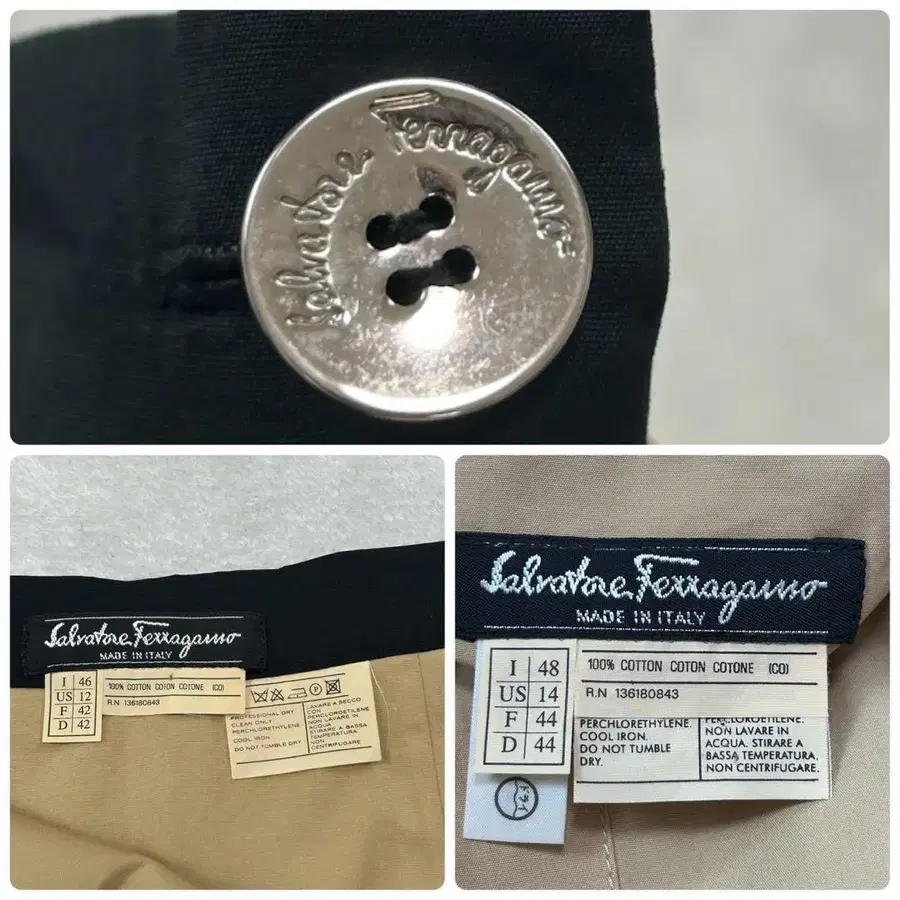 Salvatore Ferragamo
Salvatore Ferragamo
MADE IN ITALY
I 46
US 12
F 42
D 42
100% COTTON COTON COTONE (CO)
R.N 136180843
P
PROFESSIONAL DRY
CLEAN ONLY
PERCHLORETHYLENE
COOL IRON
DO NOT TUMBLE DRY
LAVARE A SECCO
CON
PERCLOROETILENE
NON LAVARE IN
ACQUA. STIRARE A
BASSA TEMPERATURA
NON CENTRIFUGARE
Salvatore Ferragamo
MADE IN ITALY
I 48
US 14
F 44
D 44
100% COTTON COTON COTONE (CO)
R.N 136180843
PERCHLORETHYLENE.
COOL IRON.
DO NOT TUMBLE
DRY.
PERCLOROETILENE.
NON LAVARE IN
ACQUA. STIRARE A
BASSA TEMPERATURA,
NON CENTRIFUGARE.
ドライ